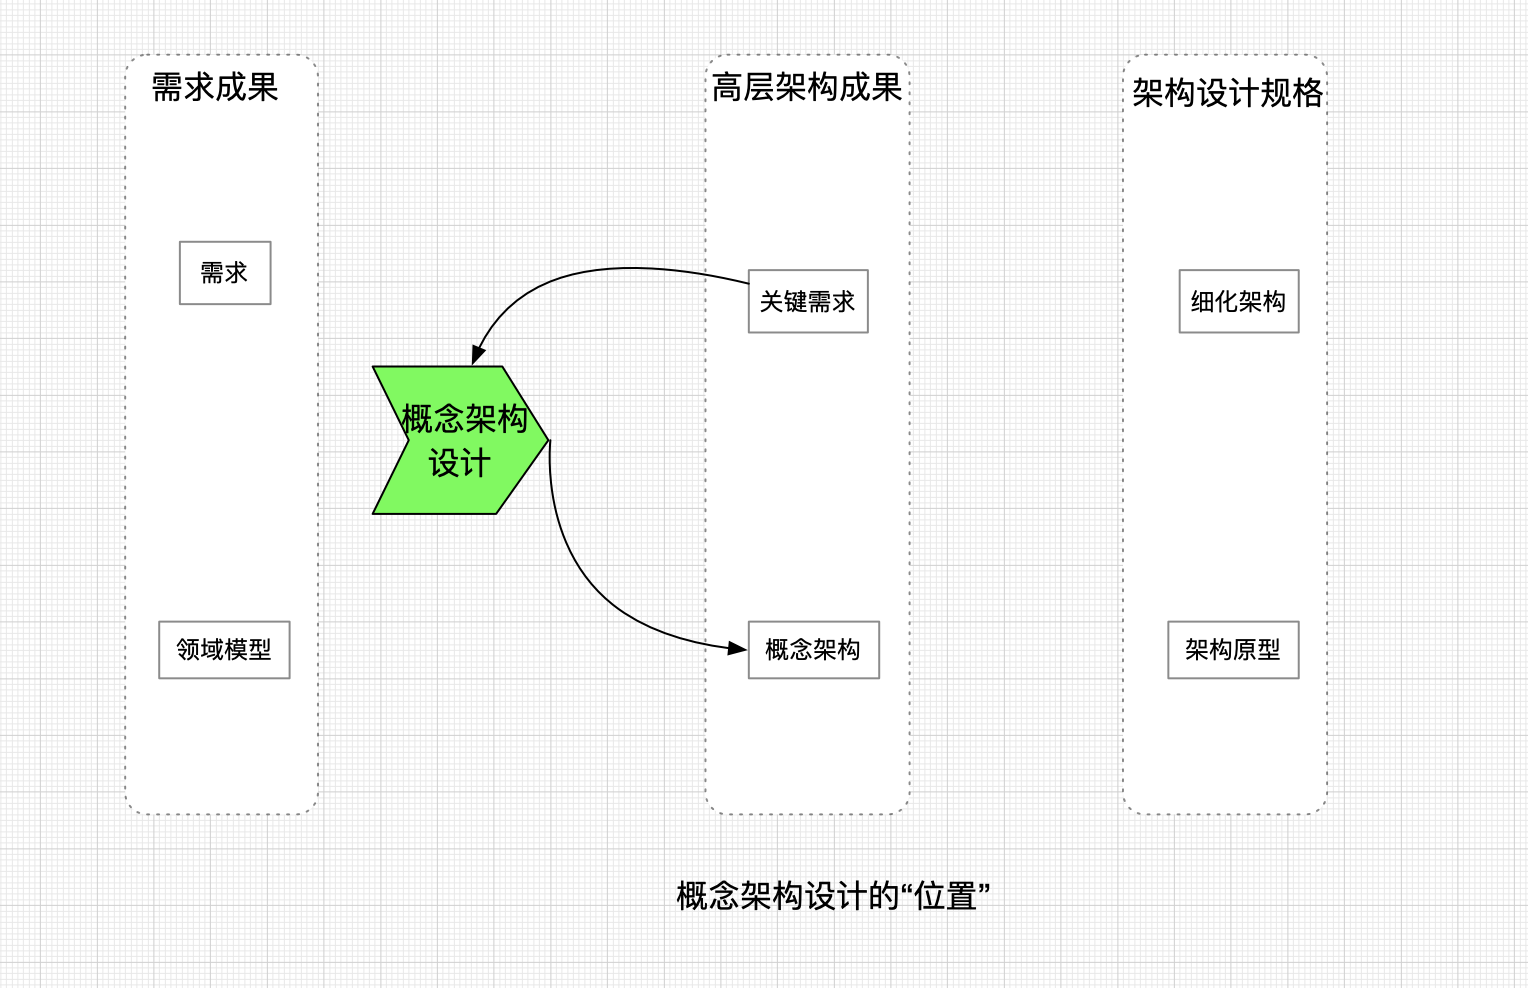 需求成果
高层架构成果
架构设计规格
需求
关键需求
细化架构
概念架构
设计
领域模型
概念架构
架构原型
概念架构设计的“位置”